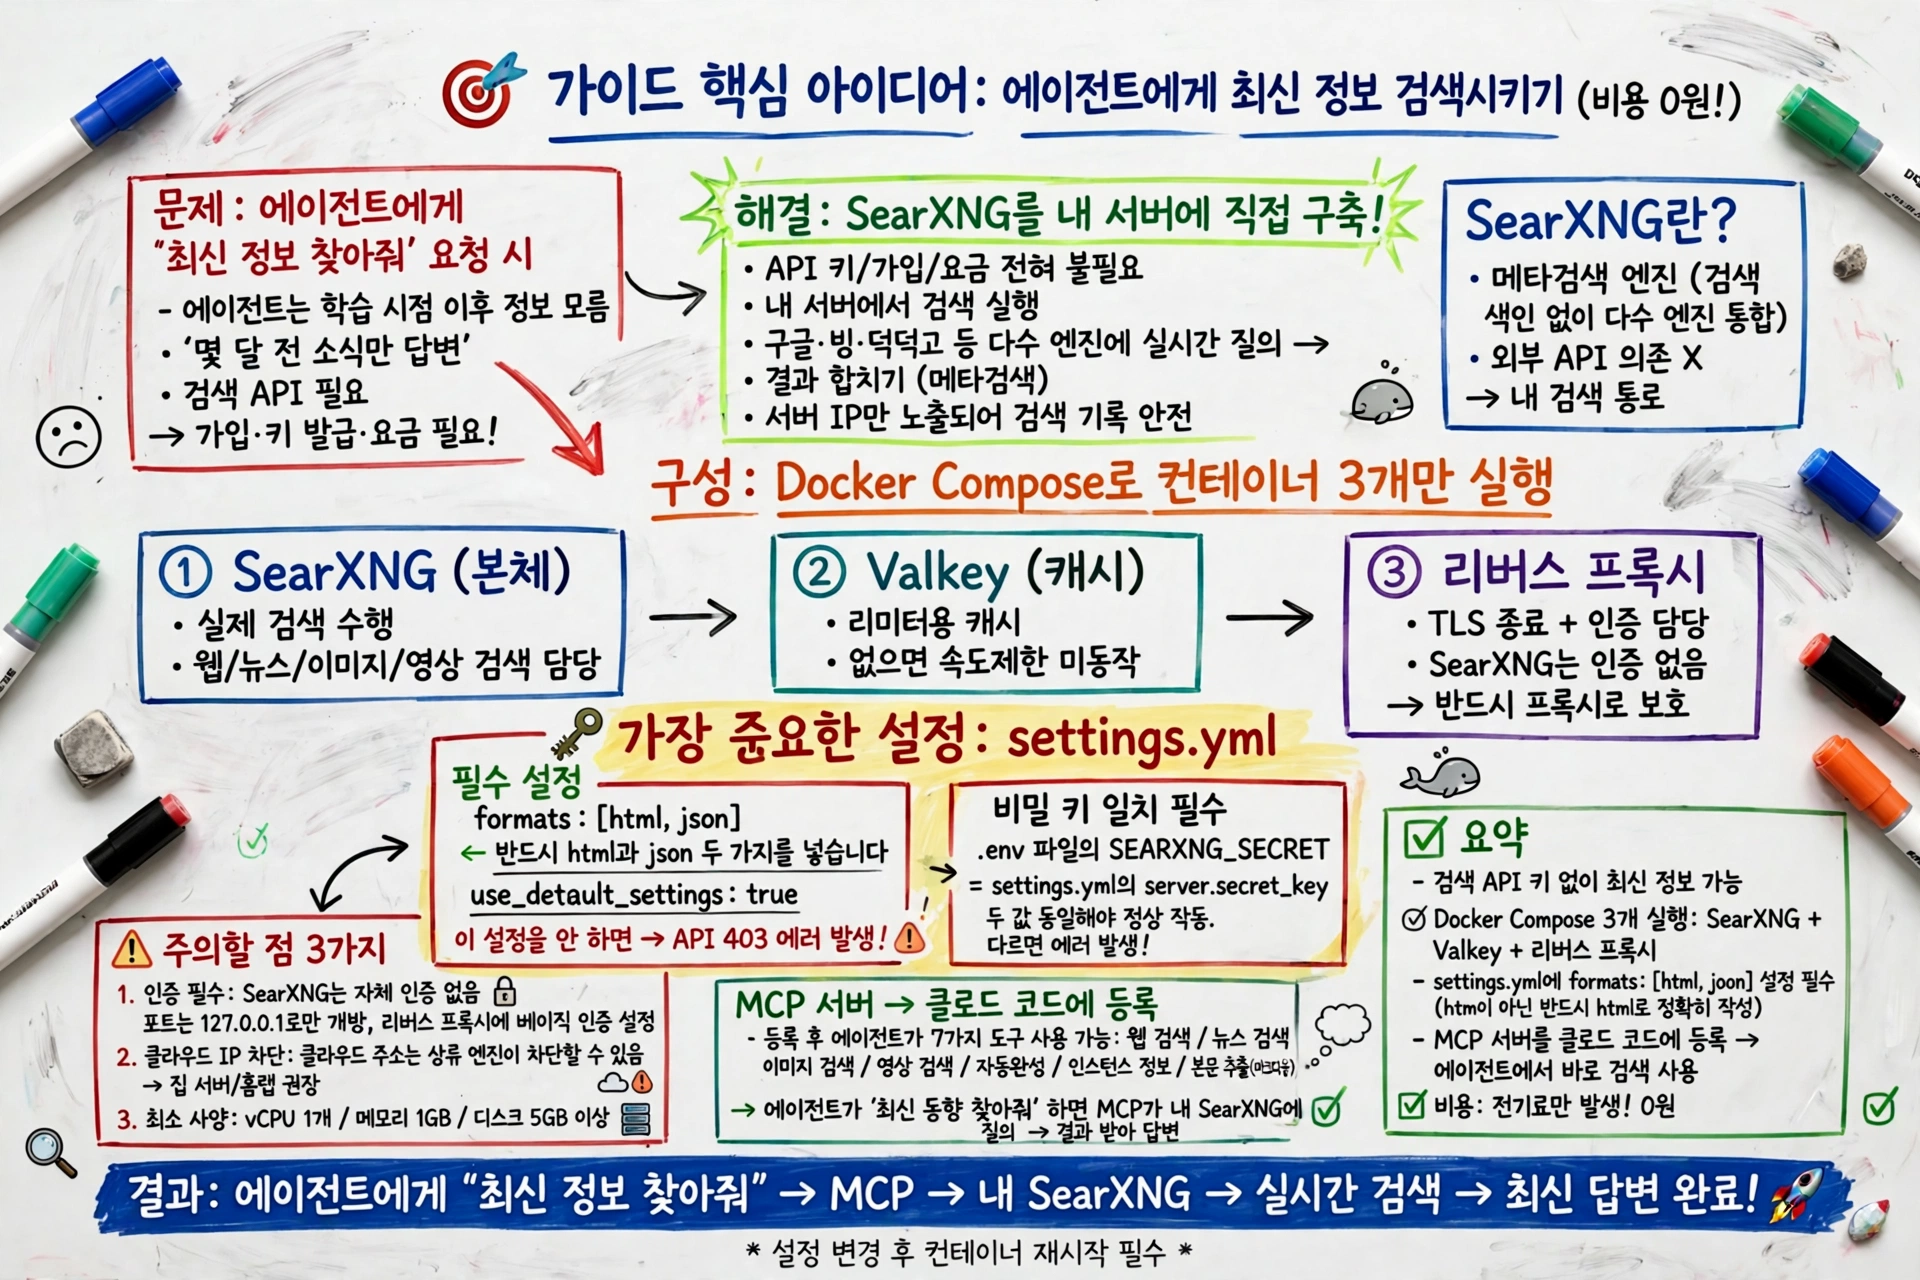 가이드 핵심 아이디어: 에이전트에게 최신 정보 검색시키기 (비용 0원!)
문제: 에이전트에게
"최신 정보 찾아줘' 요청 시
- 에이전트는 학습 시점 이후 정보 모름
• '몇 달 전 소식만 답변'
• 검색 API 필요
→ 가입·키 발급·요금 필요!
해결: SearXNG를 내 서버에 직접 구축!
• API 키/가입/요금 전혀 불필요
• 내 서버에서 검색 실행
• 구글·빙·덕덕고 등 다수 엔진에 실시간 질의 →
• 결과 합치기 (메타검색)
• 서버 IP만 노출되어 검색 기록 안전
SearXNG란?
• 메타검색 엔진 (검색
색인 없이 다수 엔진 통합)
• 외부 API 의존 X
→ 내 검색 통로
구성: Docker Compose로 컨테이너 3개만 실행
① SearXNG (본체)
• 실제 검색 수행
• 웹/뉴스/이미지/영상 검색 담당
② Valkey (캐시)
• 리미터용 캐시
• 없으면 속도제한 미동작
③ 리버스 프록시
• TLS 종료 + 인증 담당
• SearXNG는 인증 없음
→ 반드시 프록시로 보호
가장 중요한 설정: settings.yml
필수 설정
formats: [html, json]
← 반드시 html과 json 두 가지를 넣습니다
use_detault_settings: true
이 설정을 안 하면 → API 403 에러 발생!
비밀 키 일치 필수
.env 파일의 SEARXNG_SECRET
= settings.yml의 server.secret_key
두 값 동일해야 정상 작동.
다르면 에러 발생!
주의할 점 3가지
1. 인증 필수: SearXNG는 자체 인증 없음
포트는 127.0.0.1로만 개방, 리버스 프록시에 베이직 인증 설정
2. 클라우드 IP 차단: 클라우드 주소는 상류 엔진이 차단할 수 있음
→ 집 서버/홈랩 권장
3. 최소 사양: vCPU 1개 / 메모리 1GB / 디스크 5GB 이상
MCP 서버 → 클로드 코드에 등록
- 등록 후 에이전트가 7가지 도구 사용 가능: 웹 검색 / 뉴스 검색
이미지 검색 / 영상 검색 / 자동완성 / 인스턴스 정보 / 본문 추출
→ 에이전트가 '최신 동향 찾아줘' 하면 MCP가 내 SearXNG에
질의 → 결과 받아 답변
요약
- 검색 API 키 없이 최신 정보 가능
Docker Compose 3개 실행: SearXNG +
Valkey + 리버스 프록시
- settings.yml에 formats: [html, joon] 설정 필수
(htm이 아닌 반드시 html로 정확히 작성)
- MCP 서버를 클로드 코드에 등록 →
에이전트에서 바로 검색 사용
비용: 전기료만 발생! 0원
결과: 에이전트에게 "최신 정보 찾아줘" → MCP → 내 SearXNG → 실시간 검색 → 최신 답변 완료!
* 설정 변경 후 컨테이너 재시작 필수 *